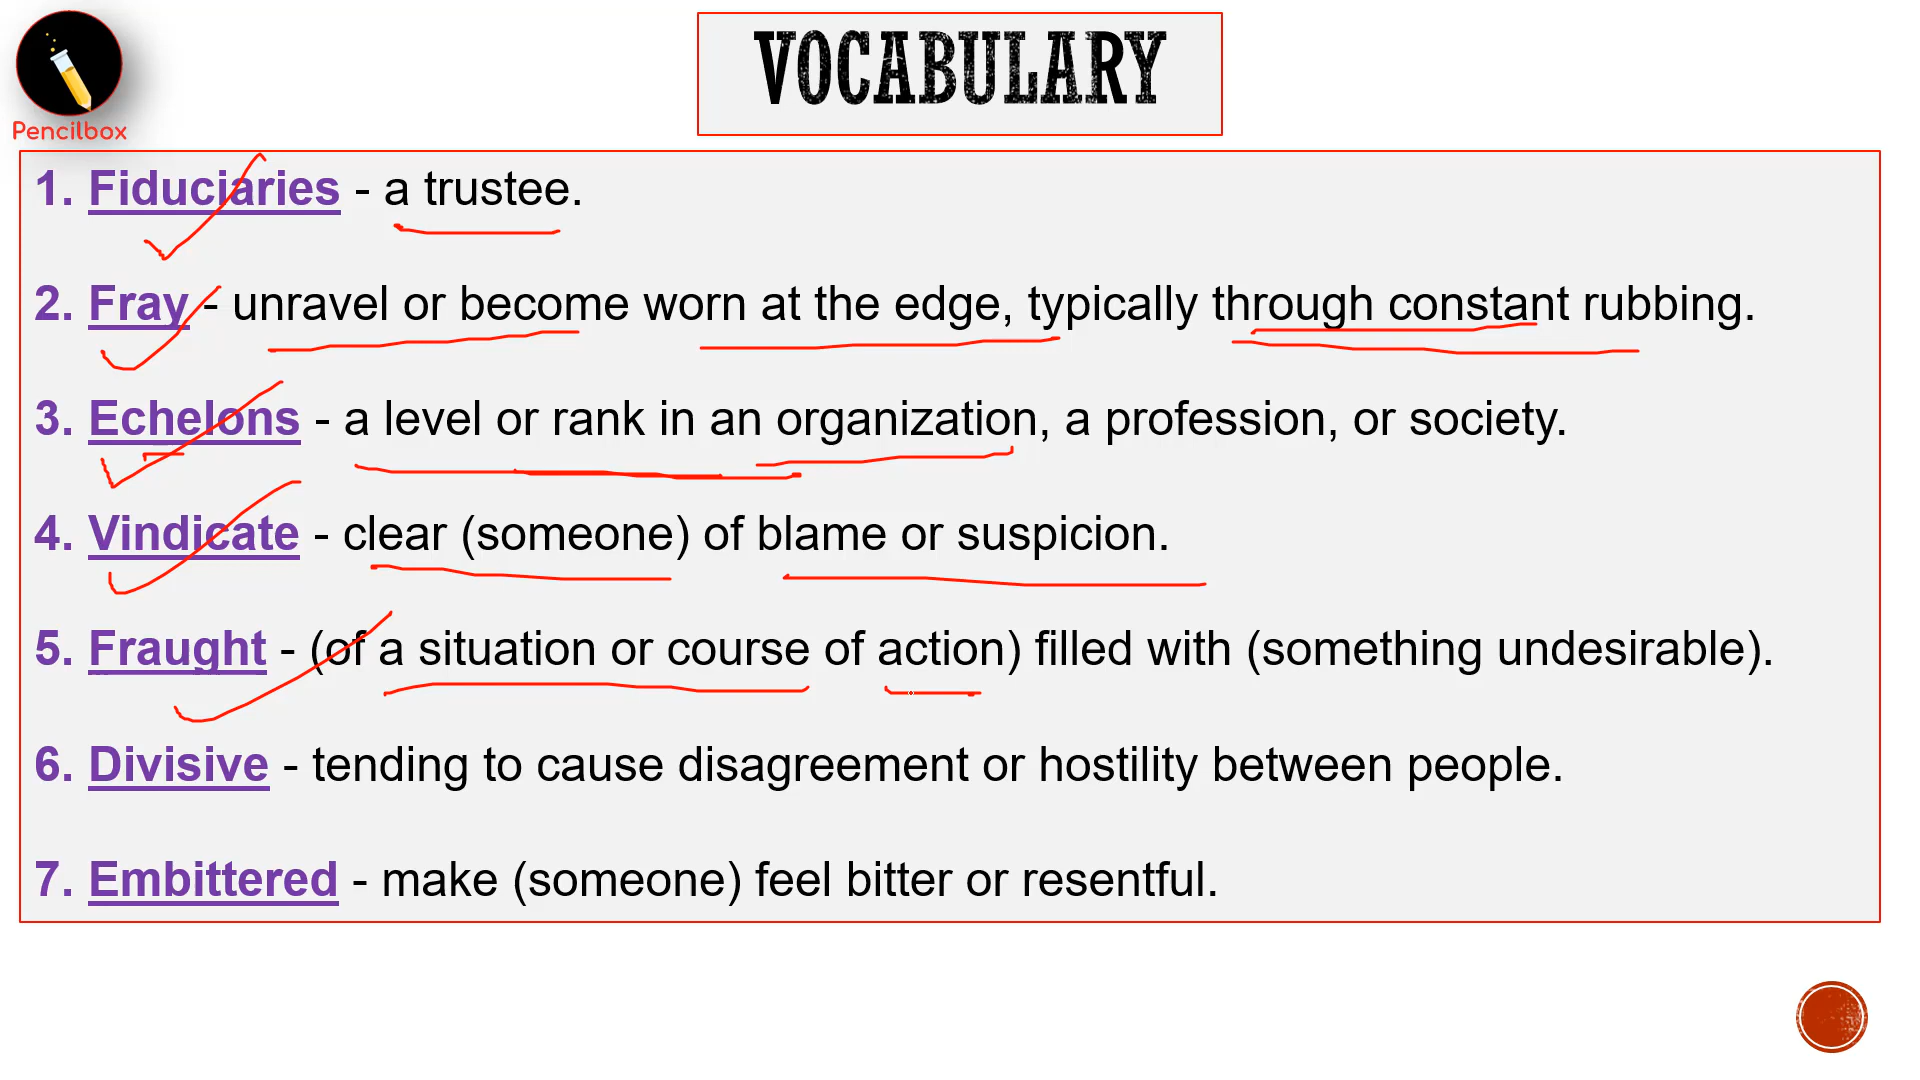 VOCABULARY
Pencilbox
1. Fiduciaries - a trustee.
2. Fray - unravel or become worn at the edge, typically through constant rubbing.
3. Echelons - a level or rank in an organization, a profession, or society.
4. Vindicate - clear (someone) of blame or suspicion.
5. Fraught - (of a situation or course of action) filled with (something undesirable).
6. Divisive - tending to cause disagreement or hostility between people.
7. Embittered - make (someone) feel bitter or resentful.